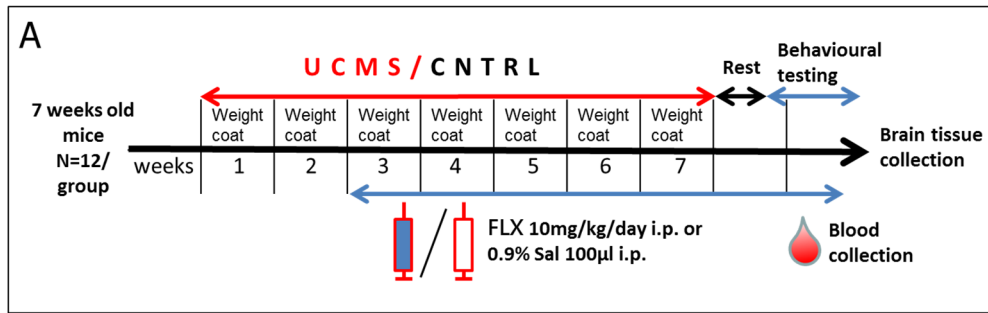 A
UCMS/CNTRL
Rest
Behavioural
testing
7 weeks old
mice
N=12/
group
Weight
coat
Weight
coat
Weight
coat
Weight
coat
Weight
coat
Weight
coat
Weight
coat
weeks 1 2 3 4 5 6 7
Brain tissue
collection
FLX 10mg/kg/day i.p. or
0.9% Sal 100µl i.p.
Blood
collection